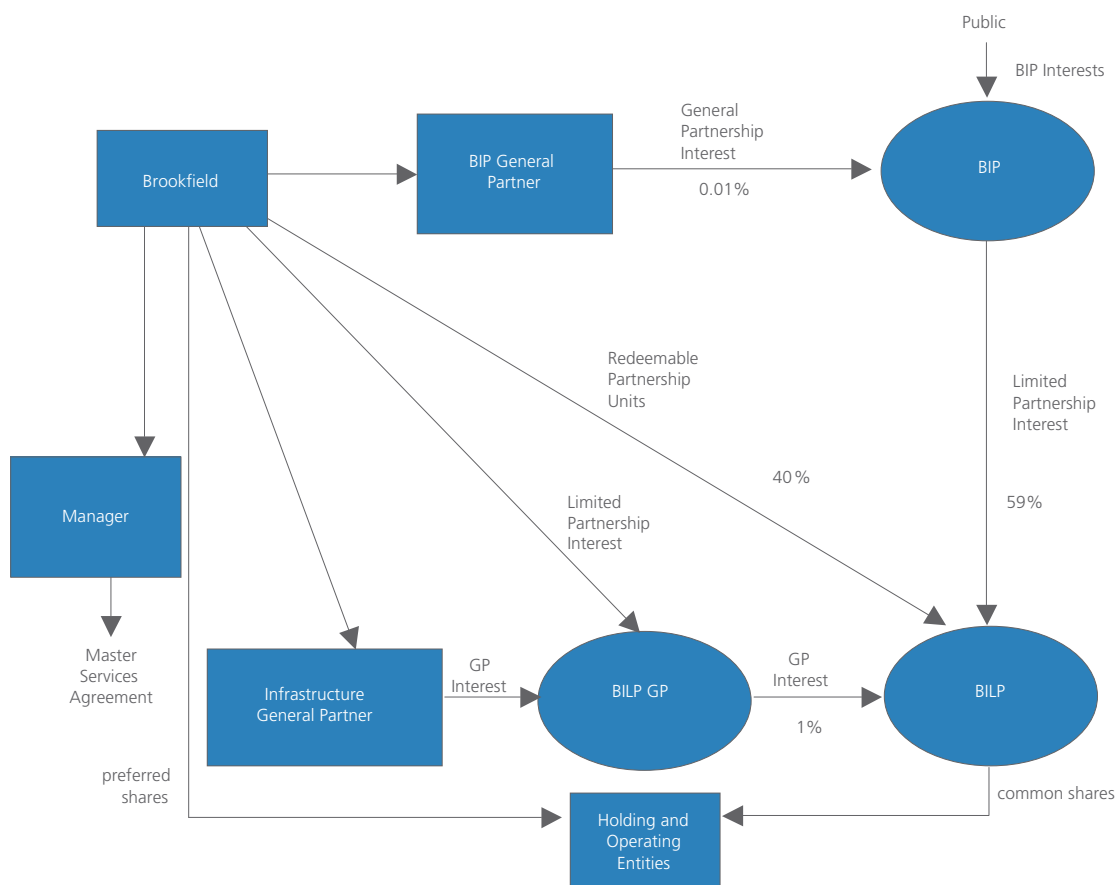 Public
BIP Interests
General
Partnership
Interest
0.01%
Brookfield
BIP General
Partner
BIP
Redeemable
Partnership
Units
Limited
Partnership
Interest
40%
59%
Manager
Limited
Partnership
Interest
Master
Services
Agreement
Infrastructure
General Partner
GP
Interest
BILP GP
GP
Interest
1%
BILP
preferred
shares
common shares
Holding and
Operating
Entities